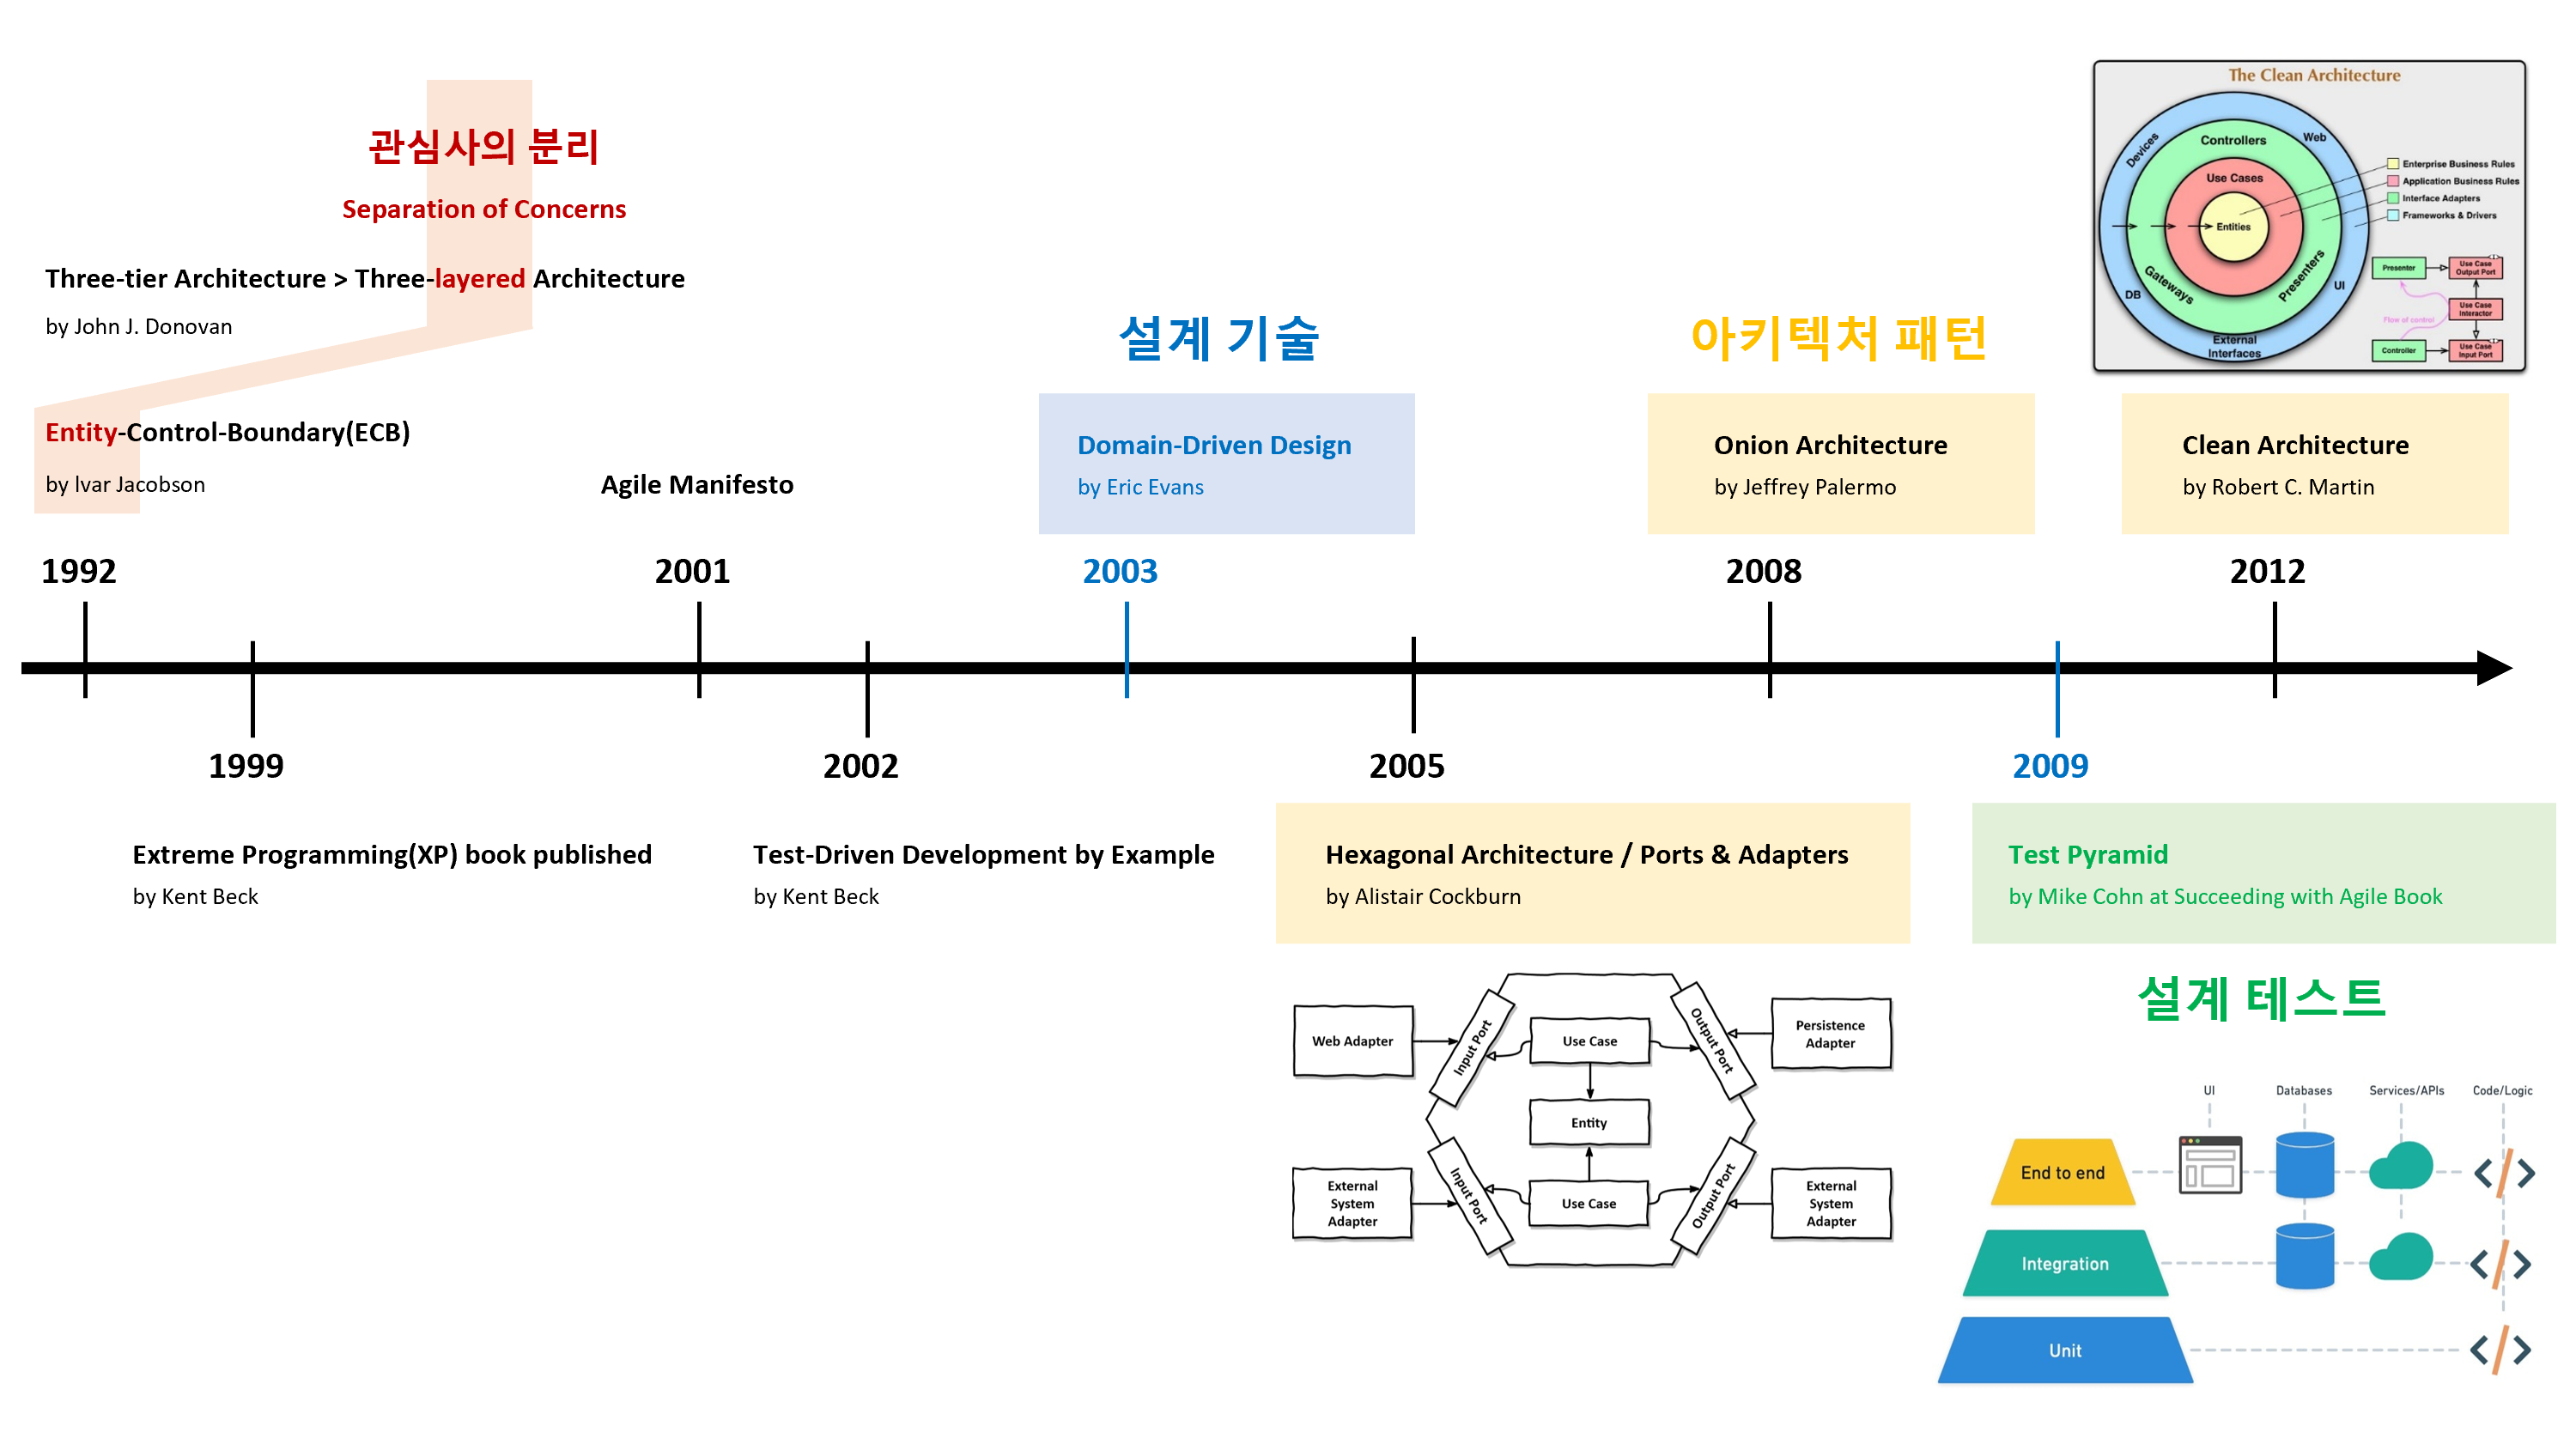 관심사의 분리
Separation of Concerns
Three-tier Architecture > Three-layered Architecture
by John J. Donovan
Entity-Control-Boundary(ECB)
by Ivar Jacobson
Agile Manifesto
설계 기술
Domain-Driven Design
by Eric Evans
아키텍처 패턴
Onion Architecture
by Jeffrey Palermo
The Clean Architecture
Devices
Controllers
Web
Use Cases
Entities
Gateways
Presenters
DB
UI
External
Interfaces
Enterprise Business Rules
Application Business Rules
Interface Adapters
Frameworks & Drivers
Presenter
Use Case
Output Port
Use Case
Interactor
Flow of control
Controller
Use Case
Input Port
Clean Architecture
by Robert C. Martin
1992
2001
2003
2008
2012
1999
2002
2005
2009
Extreme Programming(XP) book published
by Kent Beck
Test-Driven Development by Example
by Kent Beck
Hexagonal Architecture / Ports & Adapters
by Alistair Cockburn
Web Adapter
Input Port
Use Case
Output Port
Persistence
Adapter
Entity
External
System
Adapter
Input Port
Use Case
Output Port
External
System
Adapter
Test Pyramid
by Mike Cohn at Succeeding with Agile Book
설계 테스트
UI
Databases
Services/APIs
Code/Logic
End to end
Integration
Unit